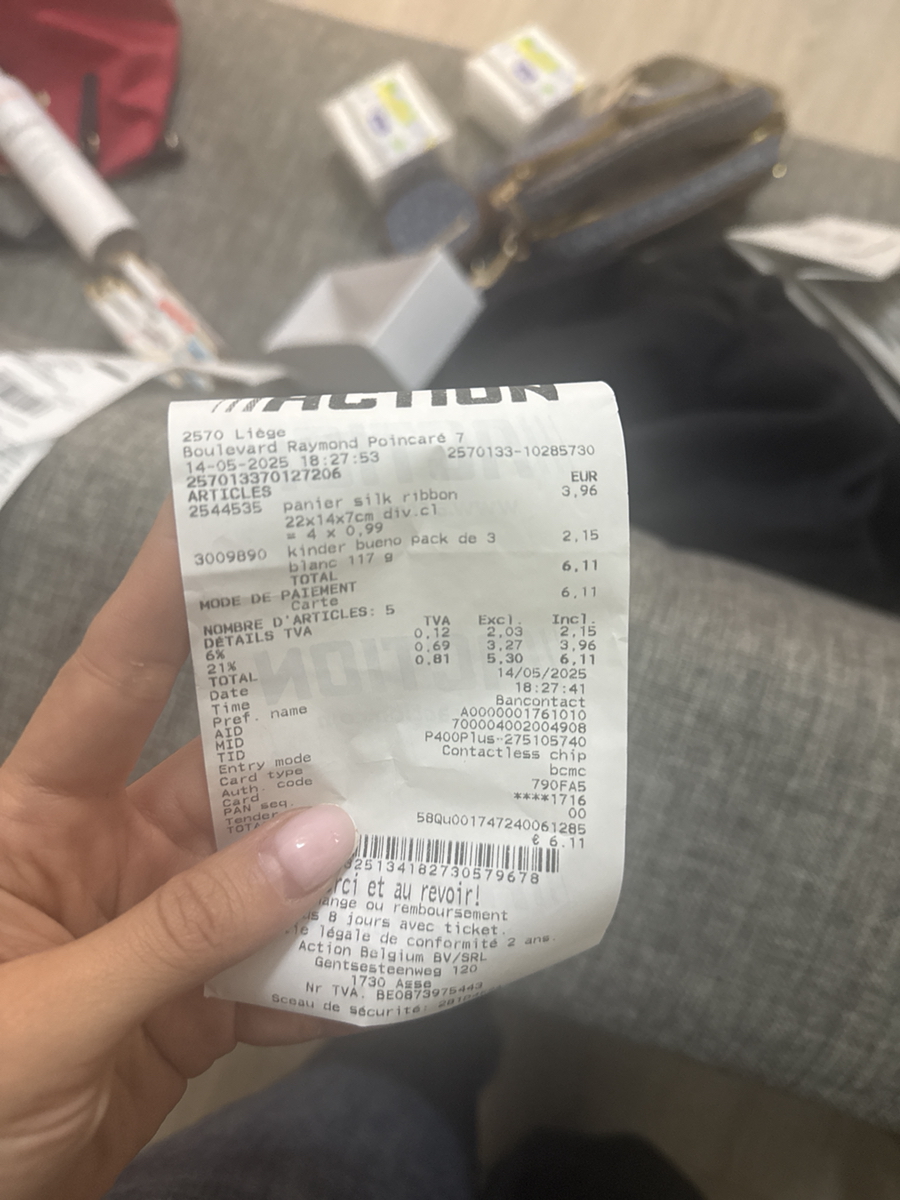 ACTION
2570 Liège
Boulevard Raymond Poincaré 7
14-05-2025 18:27:53 2570133-10285730
257013370127206
ARTICLES EUR
2544535 panier silk ribbon 3,96
22x14x7cm div.cl
= 4 x 0,99
3009890 kinder bueno pack de 3 2,15
blanc 117 g
TOTAL 6,11
MODE DE PAIEMENT
Carte 6,11
NOMBRE D'ARTICLES: 5
DÉTAILS TVA TVA Excl. Incl.
6% 0,12 2,03 2,15
21% 0,69 3,27 3,96
TOTAL 0,81 5,30 6,11
Date 14/05/2025
Time 18:27:41
Pref. name Bancontact
AID A0000001761010
MID 700004002004908
TID P400Plus-275105740
Entry mode Contactless chip
Card type bcmc
Auth. code 790FA5
Card ****1716
PAN seq. 00
Tender 58Qu001747240061285
€ 6.11
25134182730579678
et au revoir!
ou remboursement
8 jours avec ticket.
légale de conformité 2 ans.
Action Belgium BV/SRL
Gentsesteenweg 120
1730 Asse
Nr TVA. BE0873975443
Sceau de sécurité: